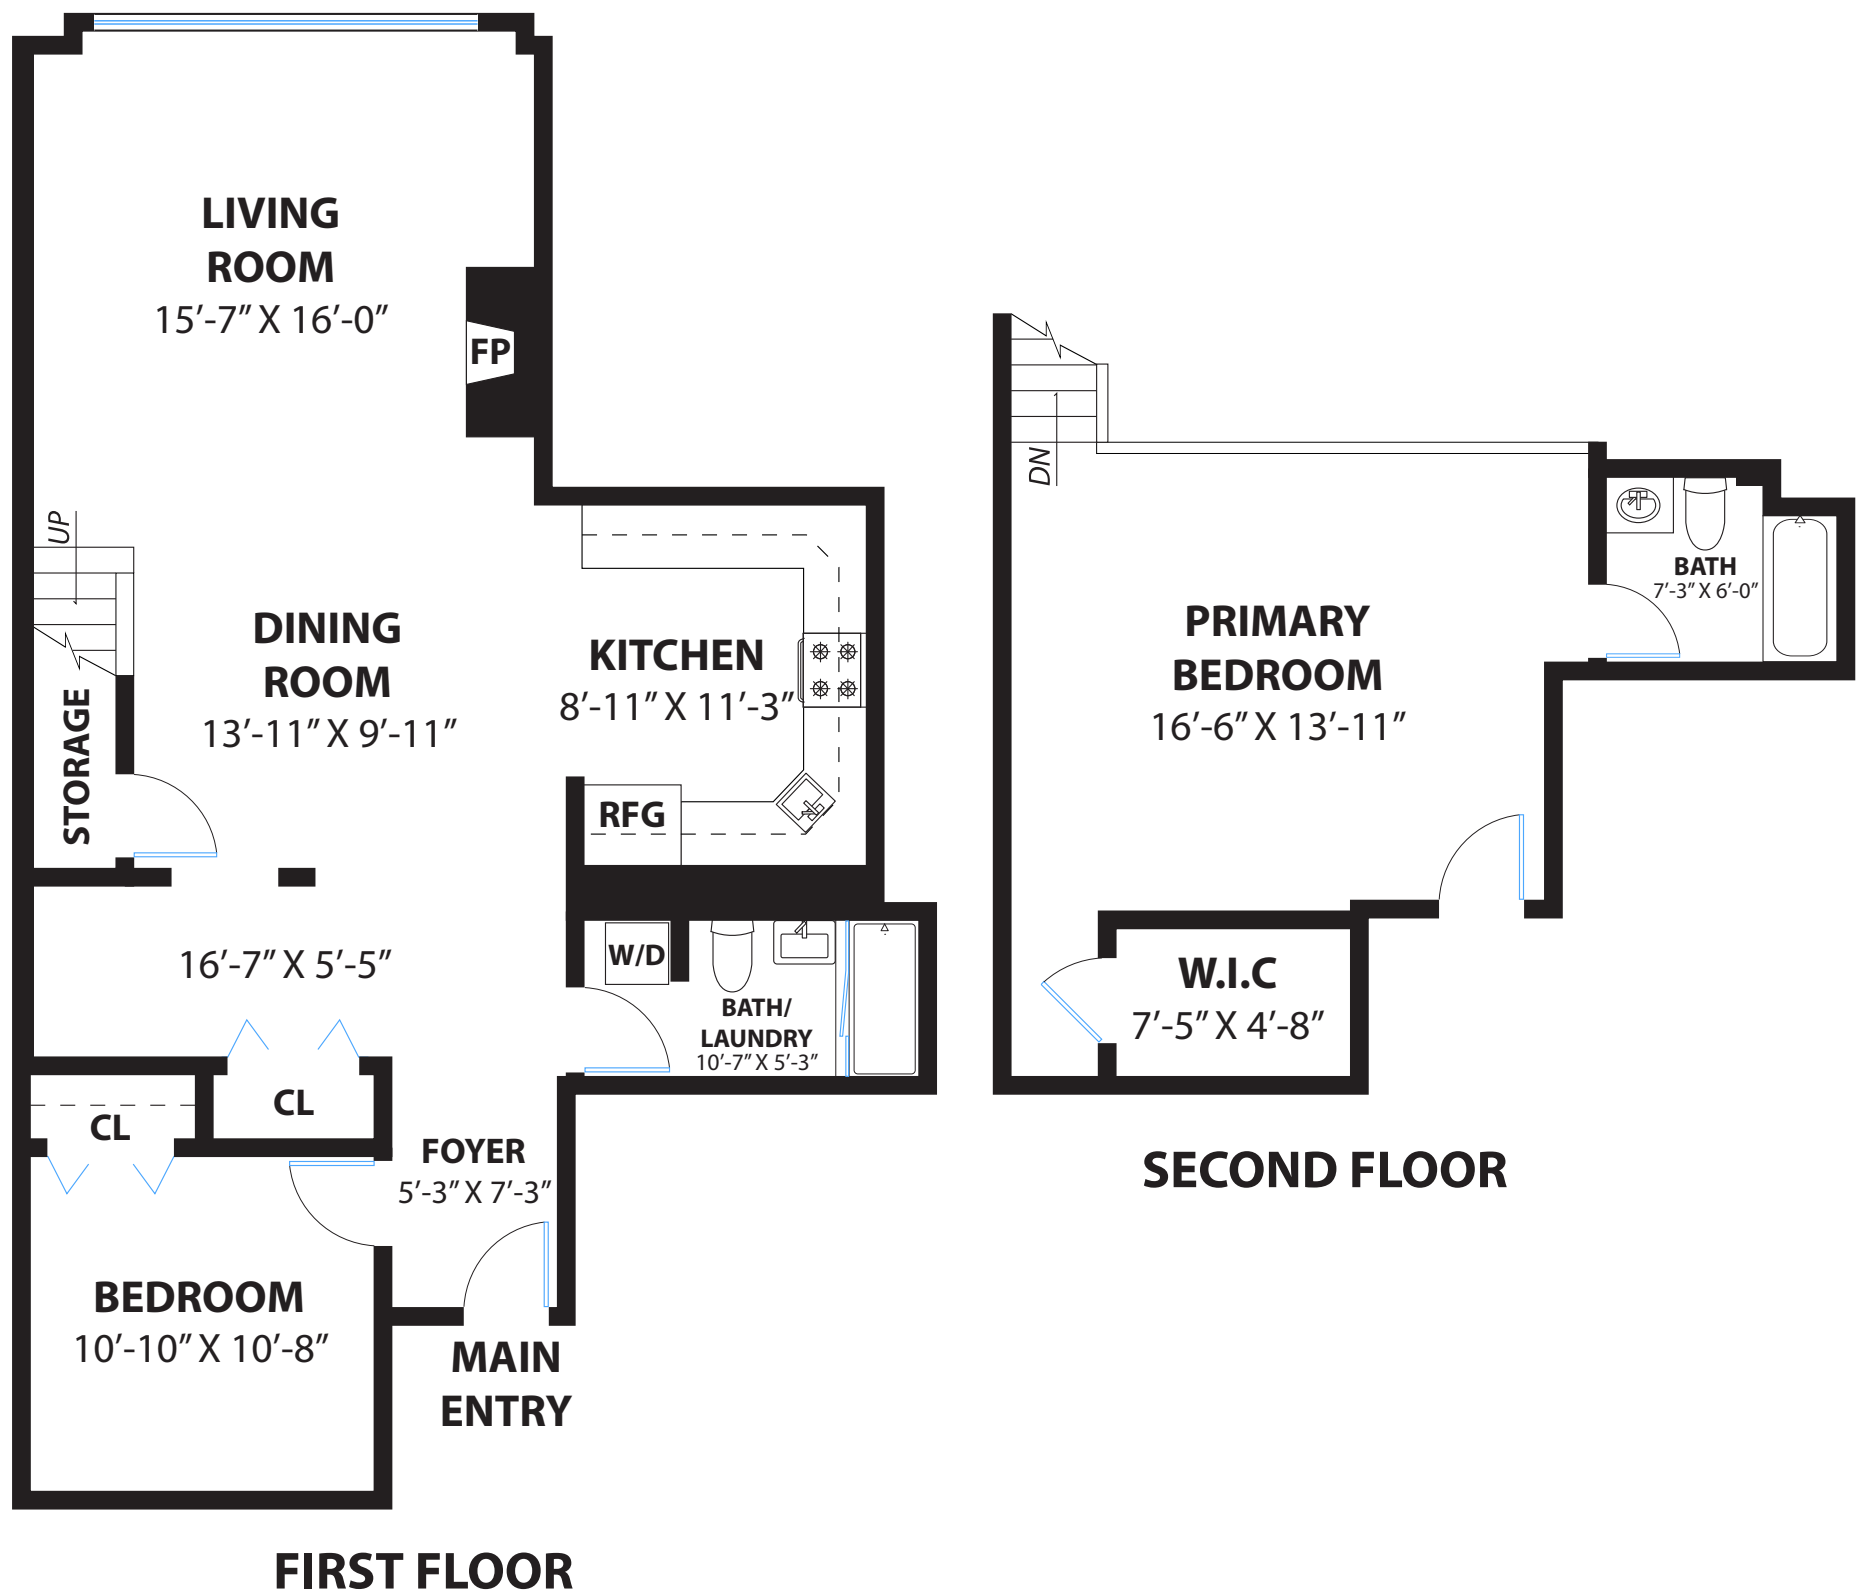 LIVING
ROOM
15’-7” X 16’-0”
FP
UP
DINING
ROOM
13’-11” X 9’-11”
KITCHEN
8’-11” X 11’-3”
STORAGE
RFG
16’-7” X 5’-5”
W/D
BATH/
LAUNDRY
10’-7” X 5’-3”
CL
CL
FOYER
5’-3” X 7’-3”
BEDROOM
10’-10” X 10’-8”
MAIN
ENTRY
FIRST FLOOR
DN
BATH
7’-3” X 6’-0”
PRIMARY
BEDROOM
16’-6” X 13’-11”
W.I.C
7’-5” X 4’-8”
SECOND FLOOR